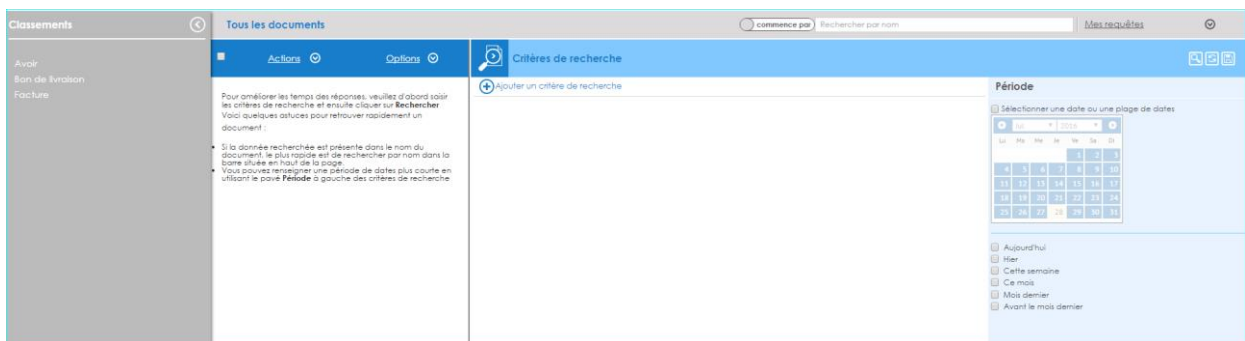 Classements
Avoir
Bon de livraison
Facture
Tous les documents
commence par
Rechercher par nom
Mes requêtes
Actions
Options
Pour améliorer les temps des réponses, veuillez d'abord saisir
les critères de recherche et ensuite cliquer sur Rechercher
Voici quelques astuces pour retrouver rapidement un
document :
Si la donnée recherchée est présente dans le nom du
document, le plus rapide est de rechercher par nom dans la
barre située en haut de la page.
Vous pouvez renseigner une période de dates plus courte en
utilisant le pavé Période à gauche des critères de recherche
Critères de recherche
Ajouter un critère de recherche
Période
Sélectionner une date ou une plage de dates
Jul 2016
Lu Ma Me Je Ve Sa Di
1 2 3
4 5 6 7 8 9 10
11 12 13 14 15 16 17
18 19 20 21 22 23 24
25 26 27 28 29 30 31
Aujourd'hui
Hier
Cette semaine
Ce mois
Mois dernier
Avant le mois dernier